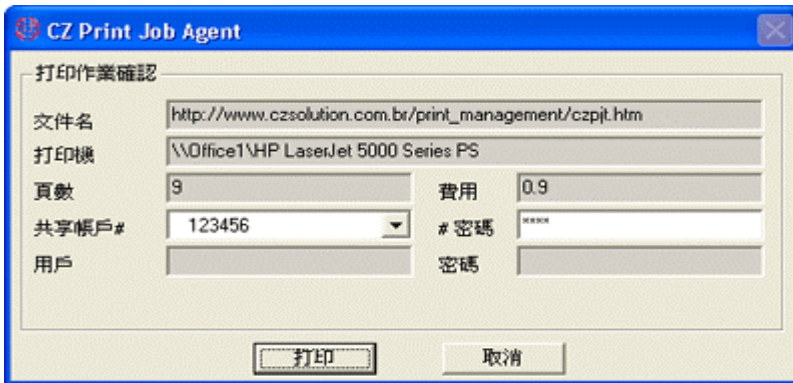 CZ Print Job Agent
打印作業確認
文件名 http://www.czsolution.com.br/print_management/czpjt.htm
打印機 \\Office1\HP LaserJet 5000 Series PS
頁數 9 費用 0.9
共享帳戶# 123456 # 密碼 ****
用戶 密碼
打印 取消